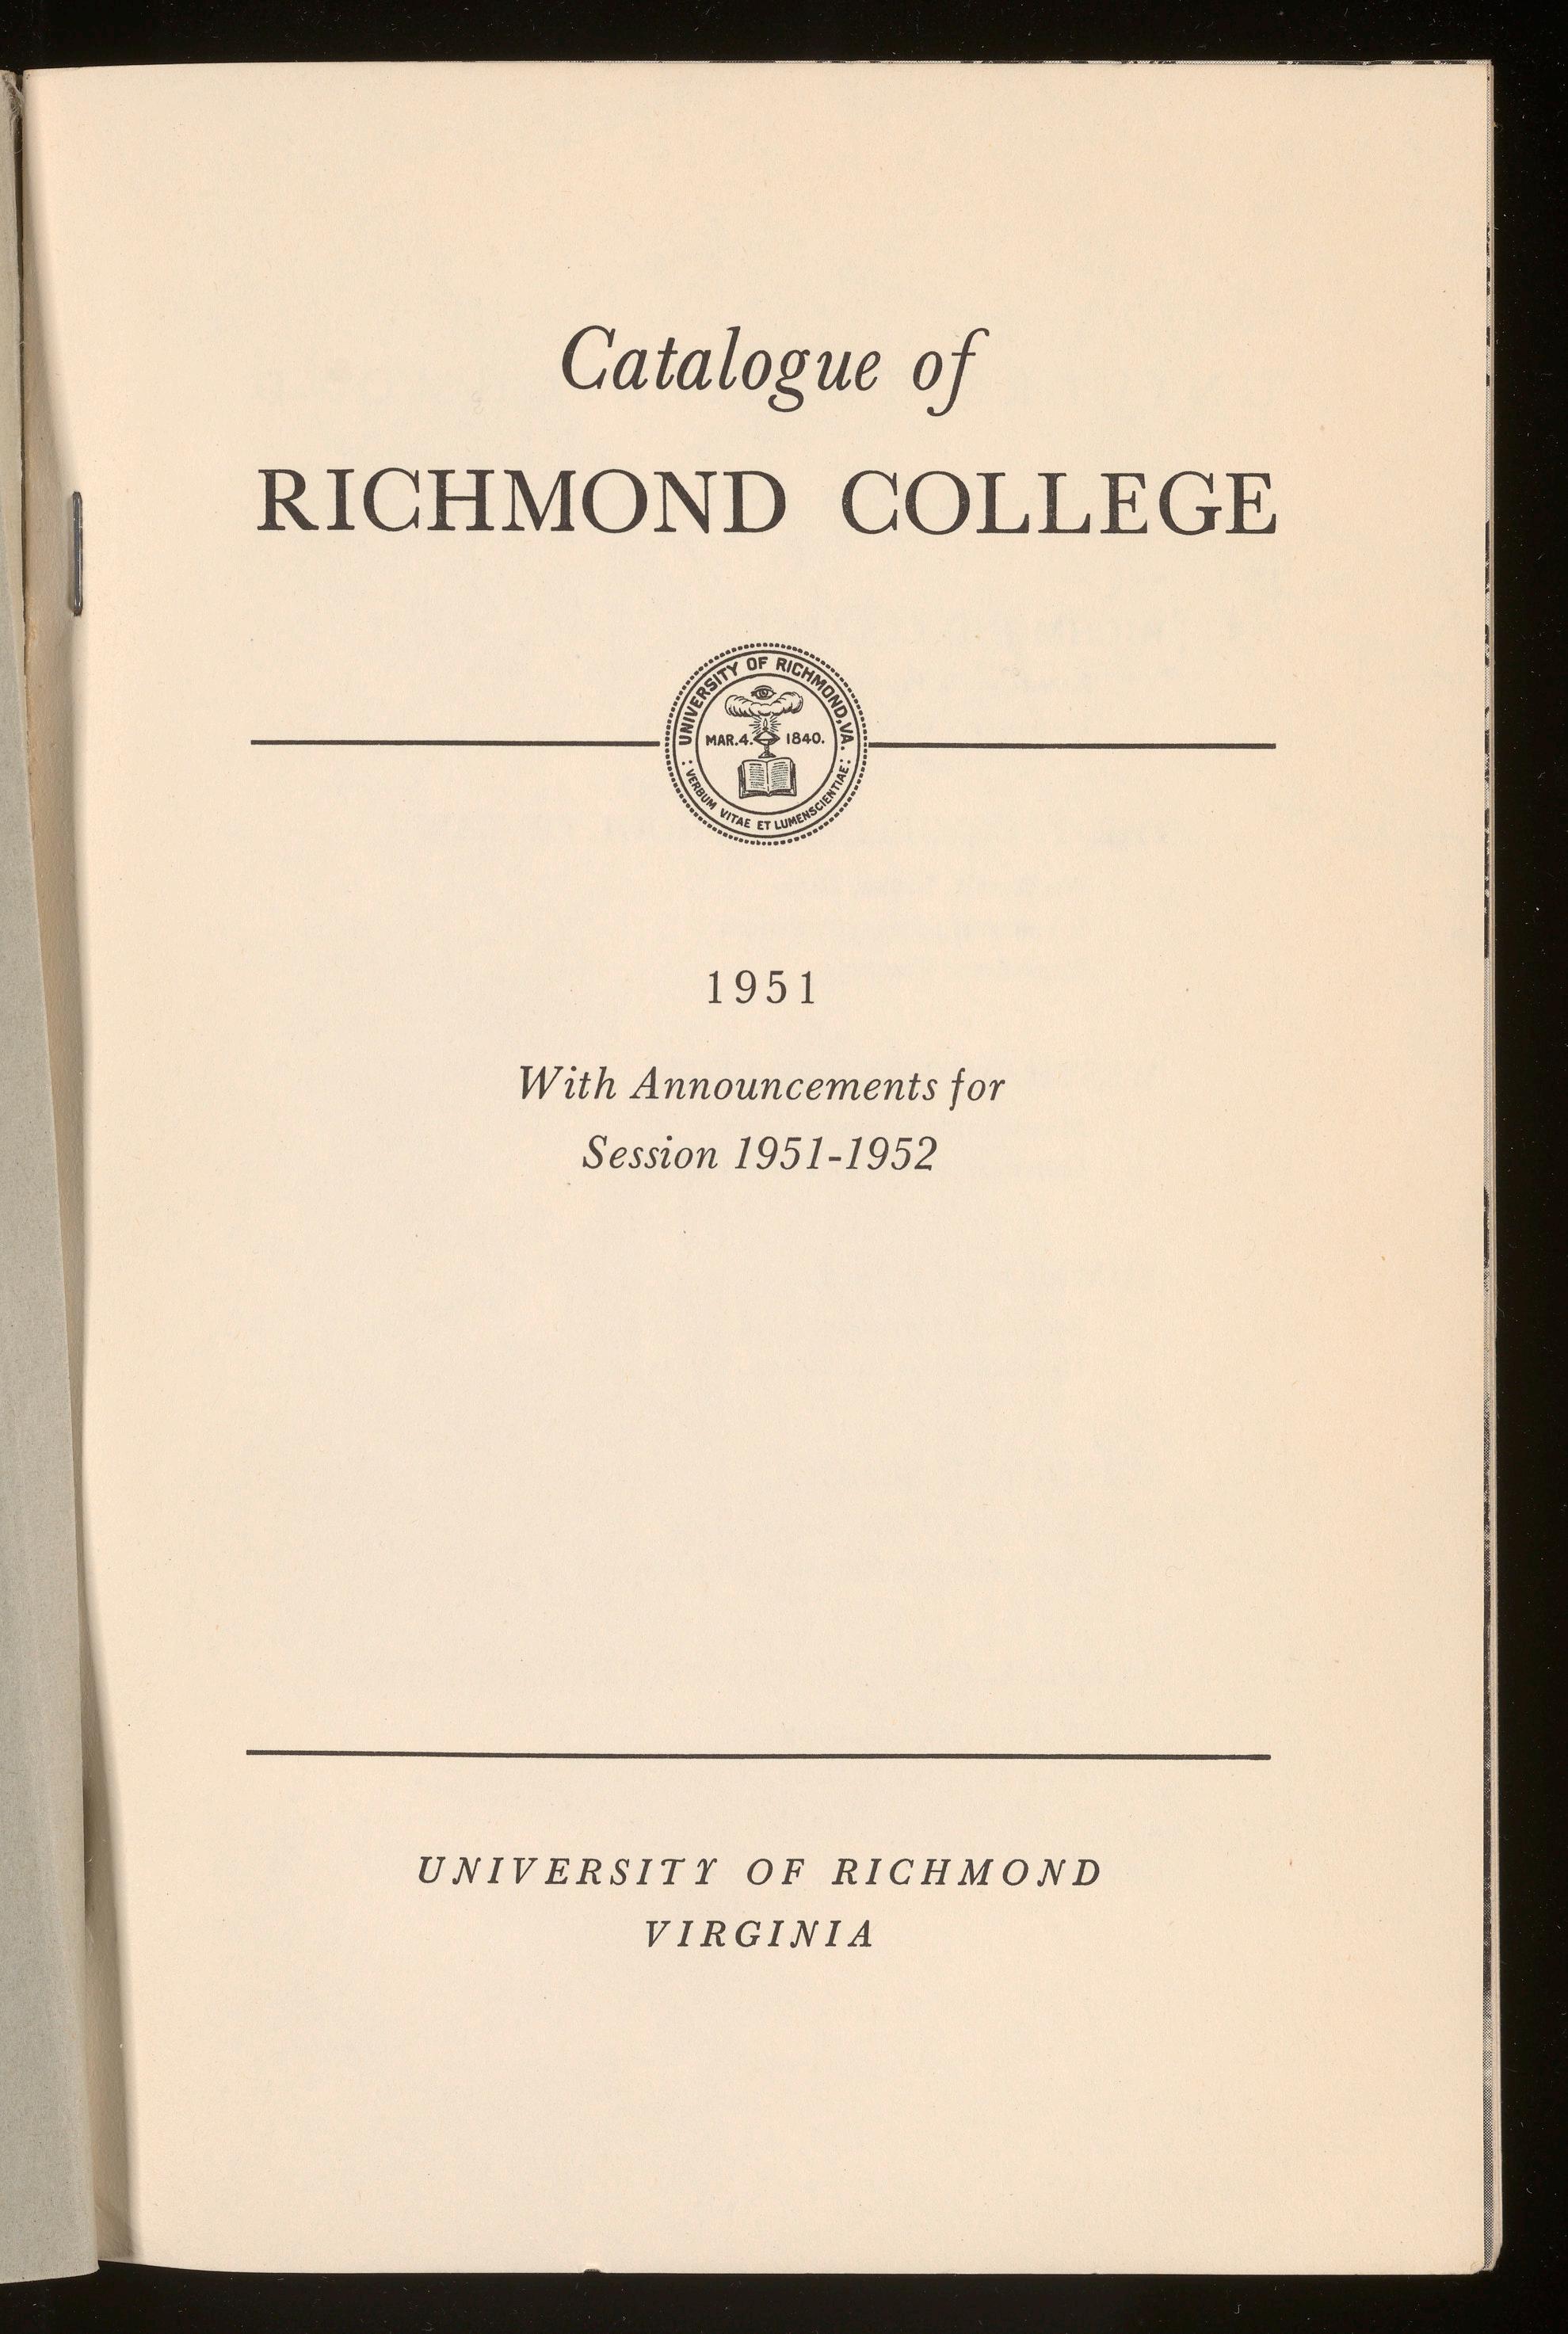 Catalogue of
RICHMOND COLLEGE
UNIVERSITY OF RICHMOND, VA.
MAR. 4. 1840.
: VERBUM VITAE ET LUMEN SCIENTIAE :
1951
With Announcements for
Session 1951-1952
UNIVERSITY OF RICHMOND
VIRGINIA